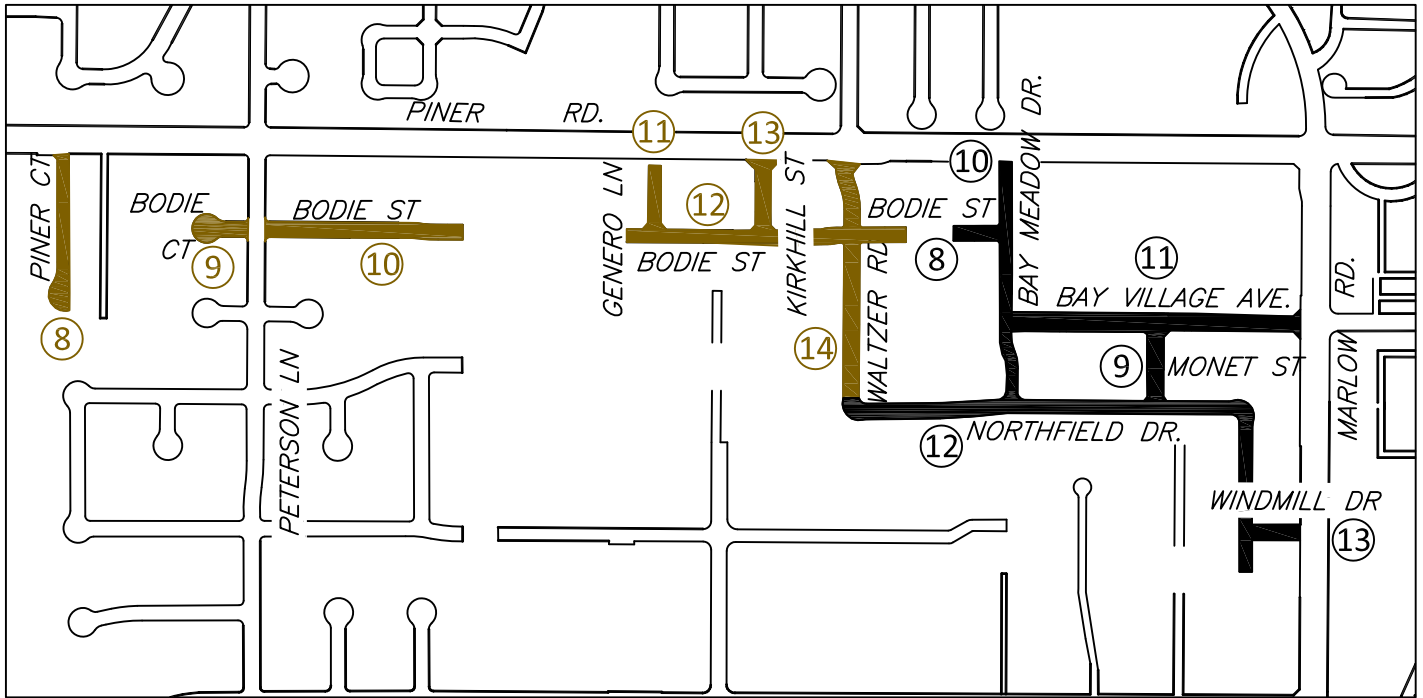 PINER RD.
11
13
10
PINER CT
BODIE
CT
9
BODIE ST
10
GENERO LN
12
BODIE ST
KIRKHILL ST
BODIE ST
8
BAY MEADOW DR.
11
BAY VILLAGE AVE.
RD.
MARLOW
8
PETERSON LN
14
WALTZER RD
9
MONET ST
12
NORTHFIELD DR.
WINDMILL DR
13